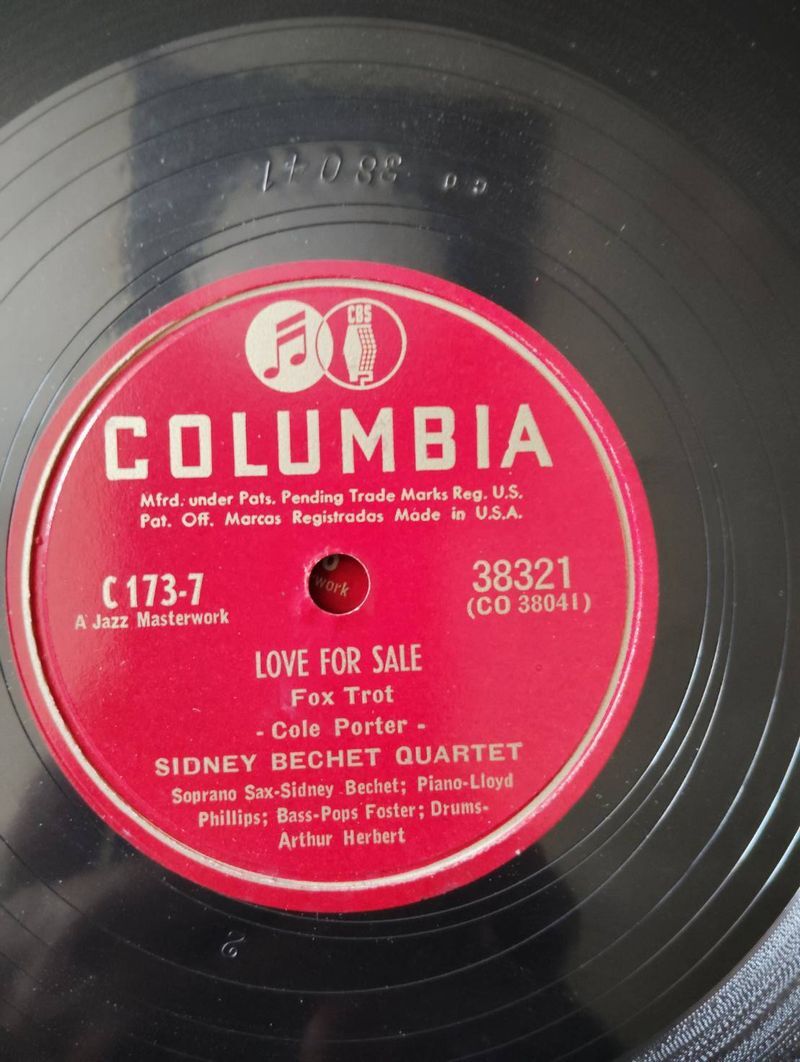 38041
CBS
COLUMBIA
Mfrd. under Pats. Pending Trade Marks Reg. U.S.
Pat. Off. Marcas Registradas Made in U.S.A.
C 173-7
A Jazz Masterwork
work
38321
(CO 38041)
LOVE FOR SALE
Fox Trot
- Cole Porter -
SIDNEY BECHET QUARTET
Soprano Sax-Sidney Bechet; Piano-Lloyd
Phillips; Bass-Pops Foster; Drums-
Arthur Herbert
2